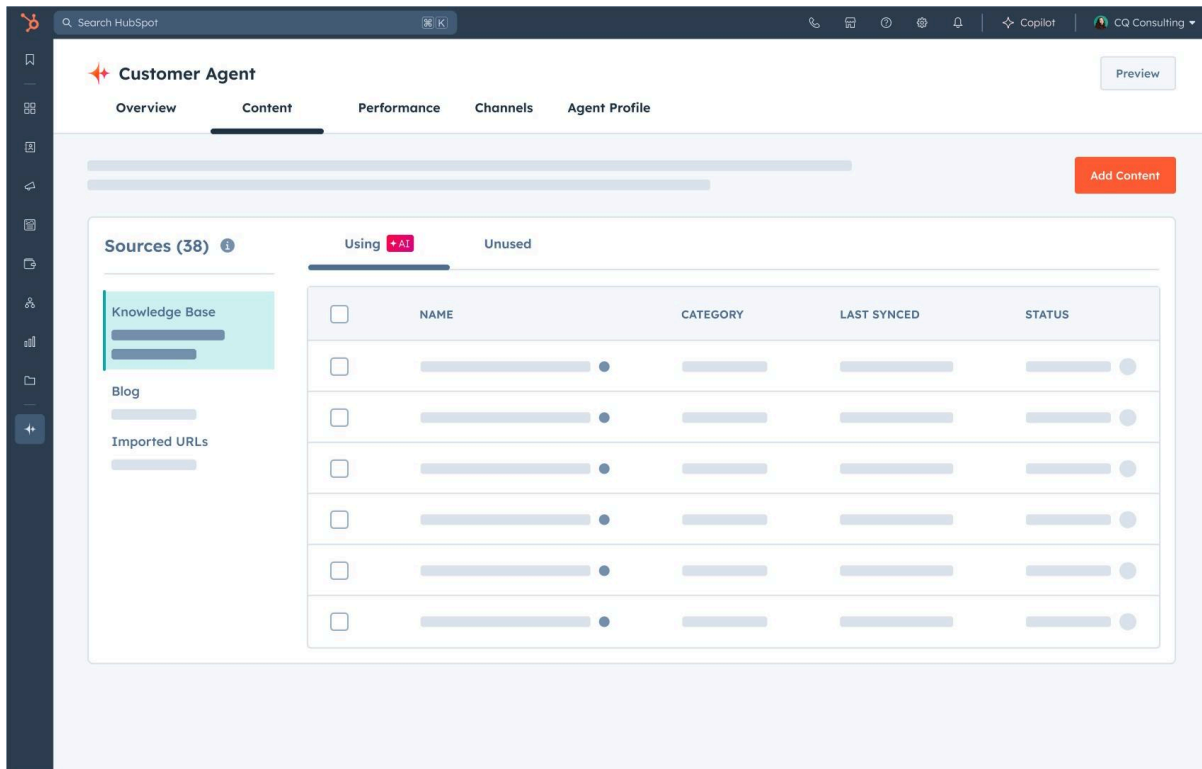 Search HubSpot ⌘ K Copilot CQ Consulting
Customer Agent Preview
Overview Content Performance Channels Agent Profile
Add Content
Sources (38) Using AI Unused
Knowledge Base NAME CATEGORY LAST SYNCED STATUS
Blog
Imported URLs